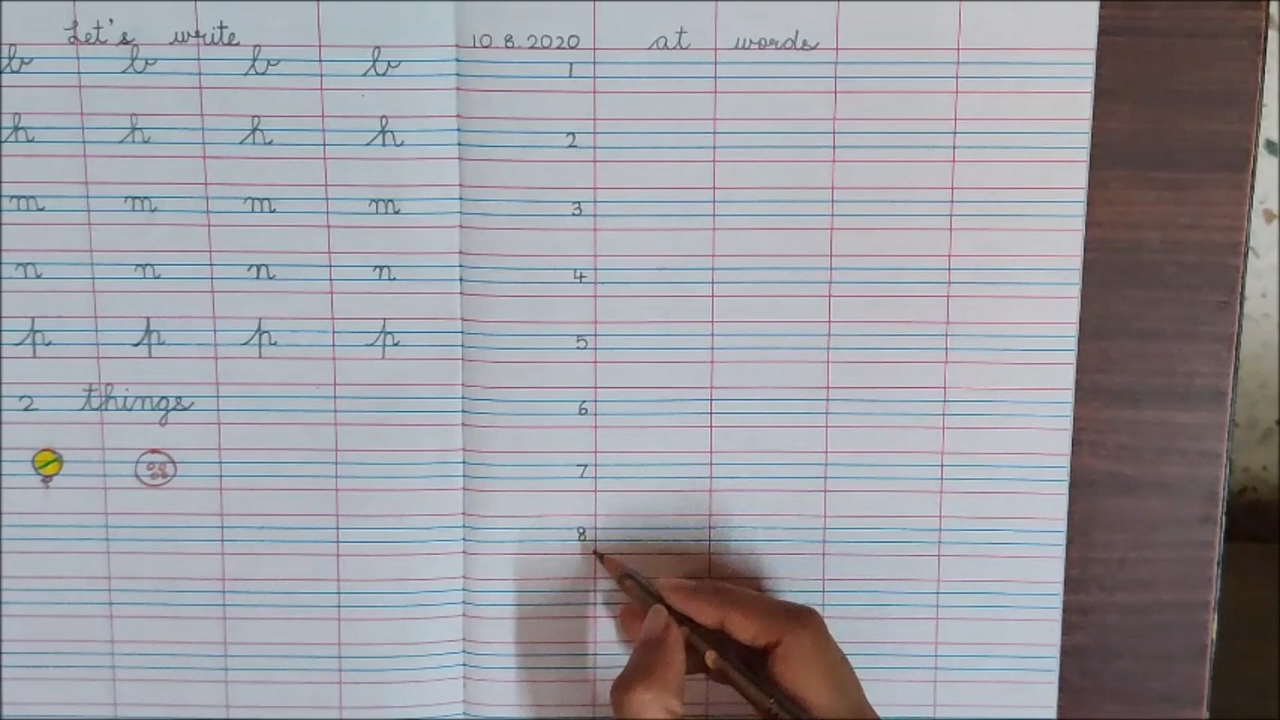 Let's write
b b b b
h h h h
m m m m
n n n n
p p p p
2 things
10.8.2020 at words
1
2
3
4
5
6
7
8